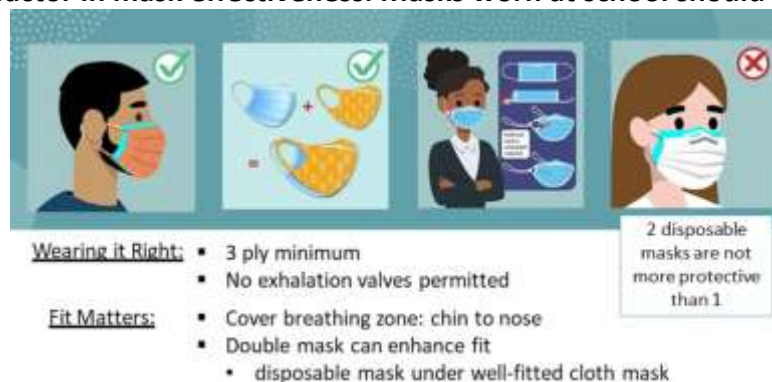 2 disposable
masks are not
more protective
than 1
Wearing it Right: ▪ 3 ply minimum
▪ No exhalation valves permitted
Fit Matters: ▪ Cover breathing zone: chin to nose
▪ Double mask can enhance fit
• disposable mask under well-fitted cloth mask